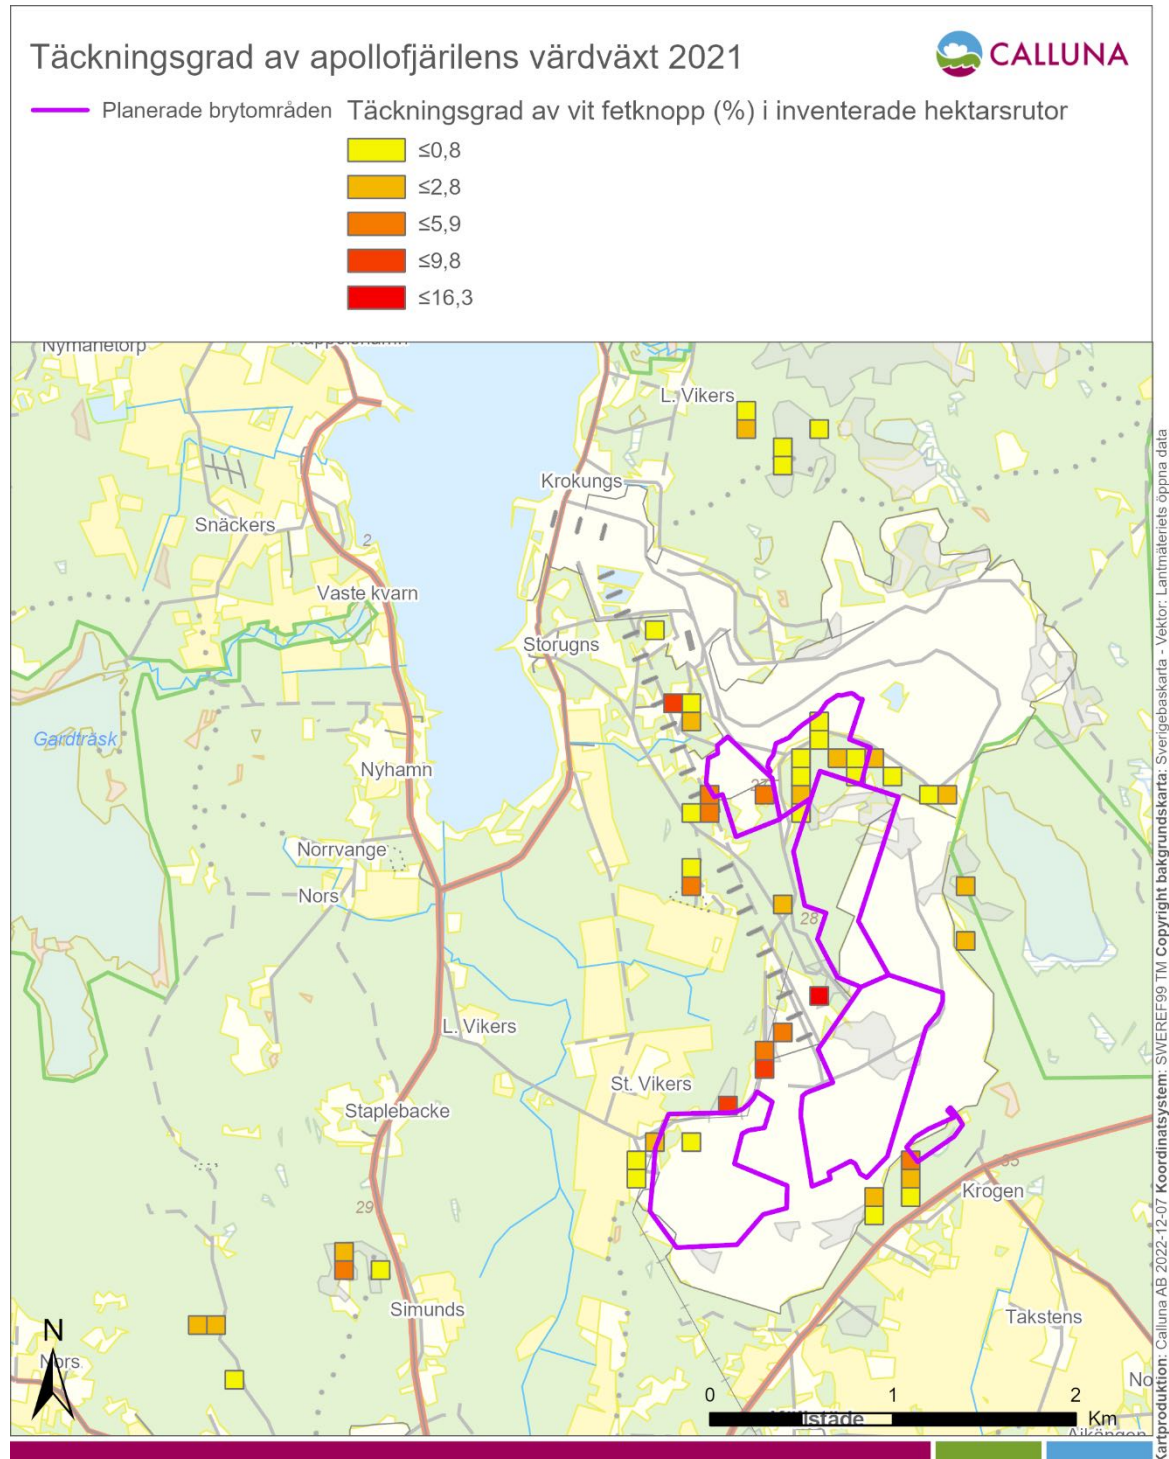 Täckningsgrad av apollofjärilens värdväxt 2021
CALLUNA
Planerade brytområden
Täckningsgrad av vit fetknopp (%) i inventerade hektarsrutor
≤0,8
≤2,8
≤5,9
≤9,8
≤16,3
L. Vikers
Krokungs
Snäckers
2
Vaste kvarn
Storugns
Gardträsk
Nyhamn
27
Norrvange
Nors
28
L. Vikers
St. Vikers
Staplebacke
35
Krogen
29
Simunds
Takstens
N
Nors
0 1 2
Km
Kartproduktion: Calluna AB 2022-12-07 Koordinatsystem: SWEREF99 TM Copyright bakgrundskarta: Sverigebaskarta - Vektor: Lantmäteriets öppna data